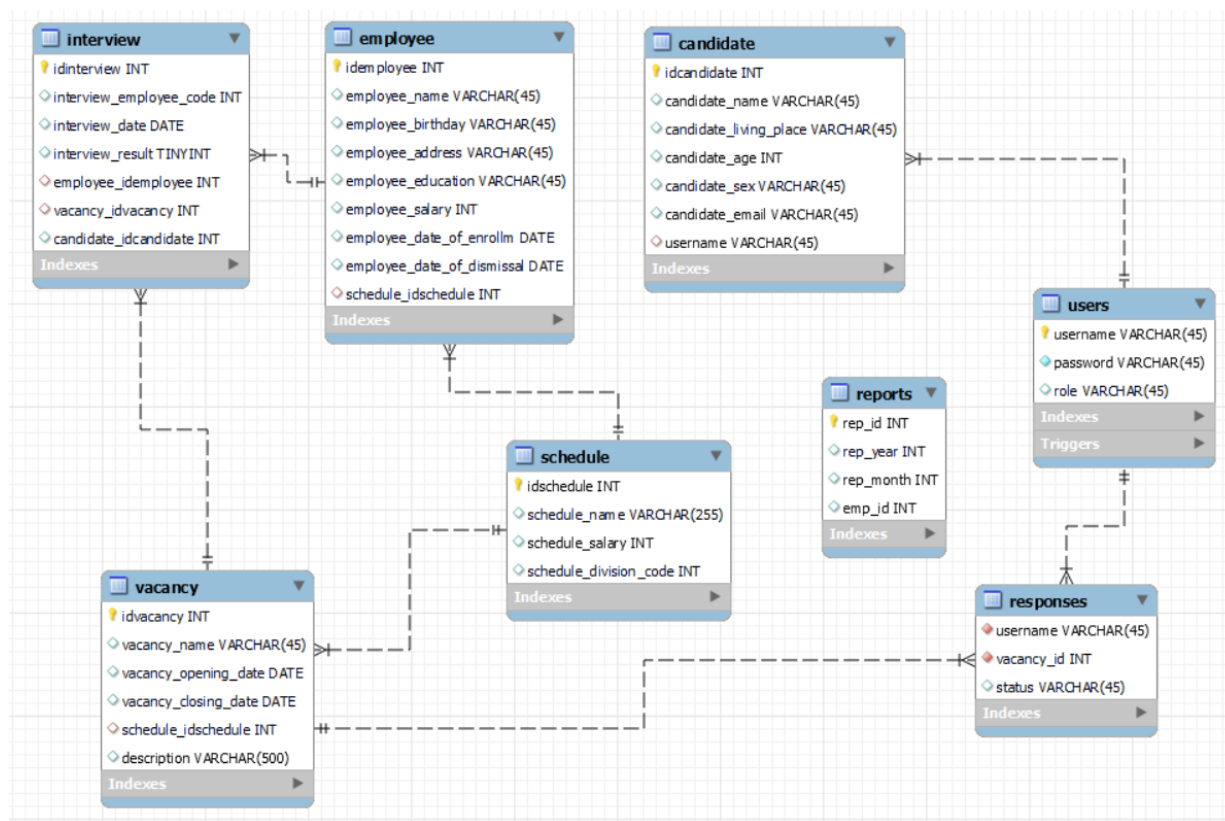 interview
idinterview INT
interview_employee_code INT
interview_date DATE
interview_result TINYINT
employee_idemployee INT
vacancy_idvacancy INT
candidate_idcandidate INT
Indexes
employee
idemployee INT
employee_name VARCHAR(45)
employee_birthday VARCHAR(45)
employee_address VARCHAR(45)
employee_education VARCHAR(45)
employee_salary INT
employee_date_of_enrollm DATE
employee_date_of_dismissal DATE
schedule_idschedule INT
Indexes
candidate
idcandidate INT
candidate_name VARCHAR(45)
candidate_living_place VARCHAR(45)
candidate_age INT
candidate_sex VARCHAR(45)
candidate_email VARCHAR(45)
username VARCHAR(45)
Indexes
users
username VARCHAR(45)
password VARCHAR(45)
role VARCHAR(45)
Indexes
Triggers
reports
rep_id INT
rep_year INT
rep_month INT
emp_id INT
Indexes
schedule
idschedule INT
schedule_name VARCHAR(255)
schedule_salary INT
schedule_division_code INT
Indexes
vacancy
idvacancy INT
vacancy_name VARCHAR(45)
vacancy_opening_date DATE
vacancy_closing_date DATE
schedule_idschedule INT
description VARCHAR(500)
Indexes
responses
username VARCHAR(45)
vacancy_id INT
status VARCHAR(45)
Indexes